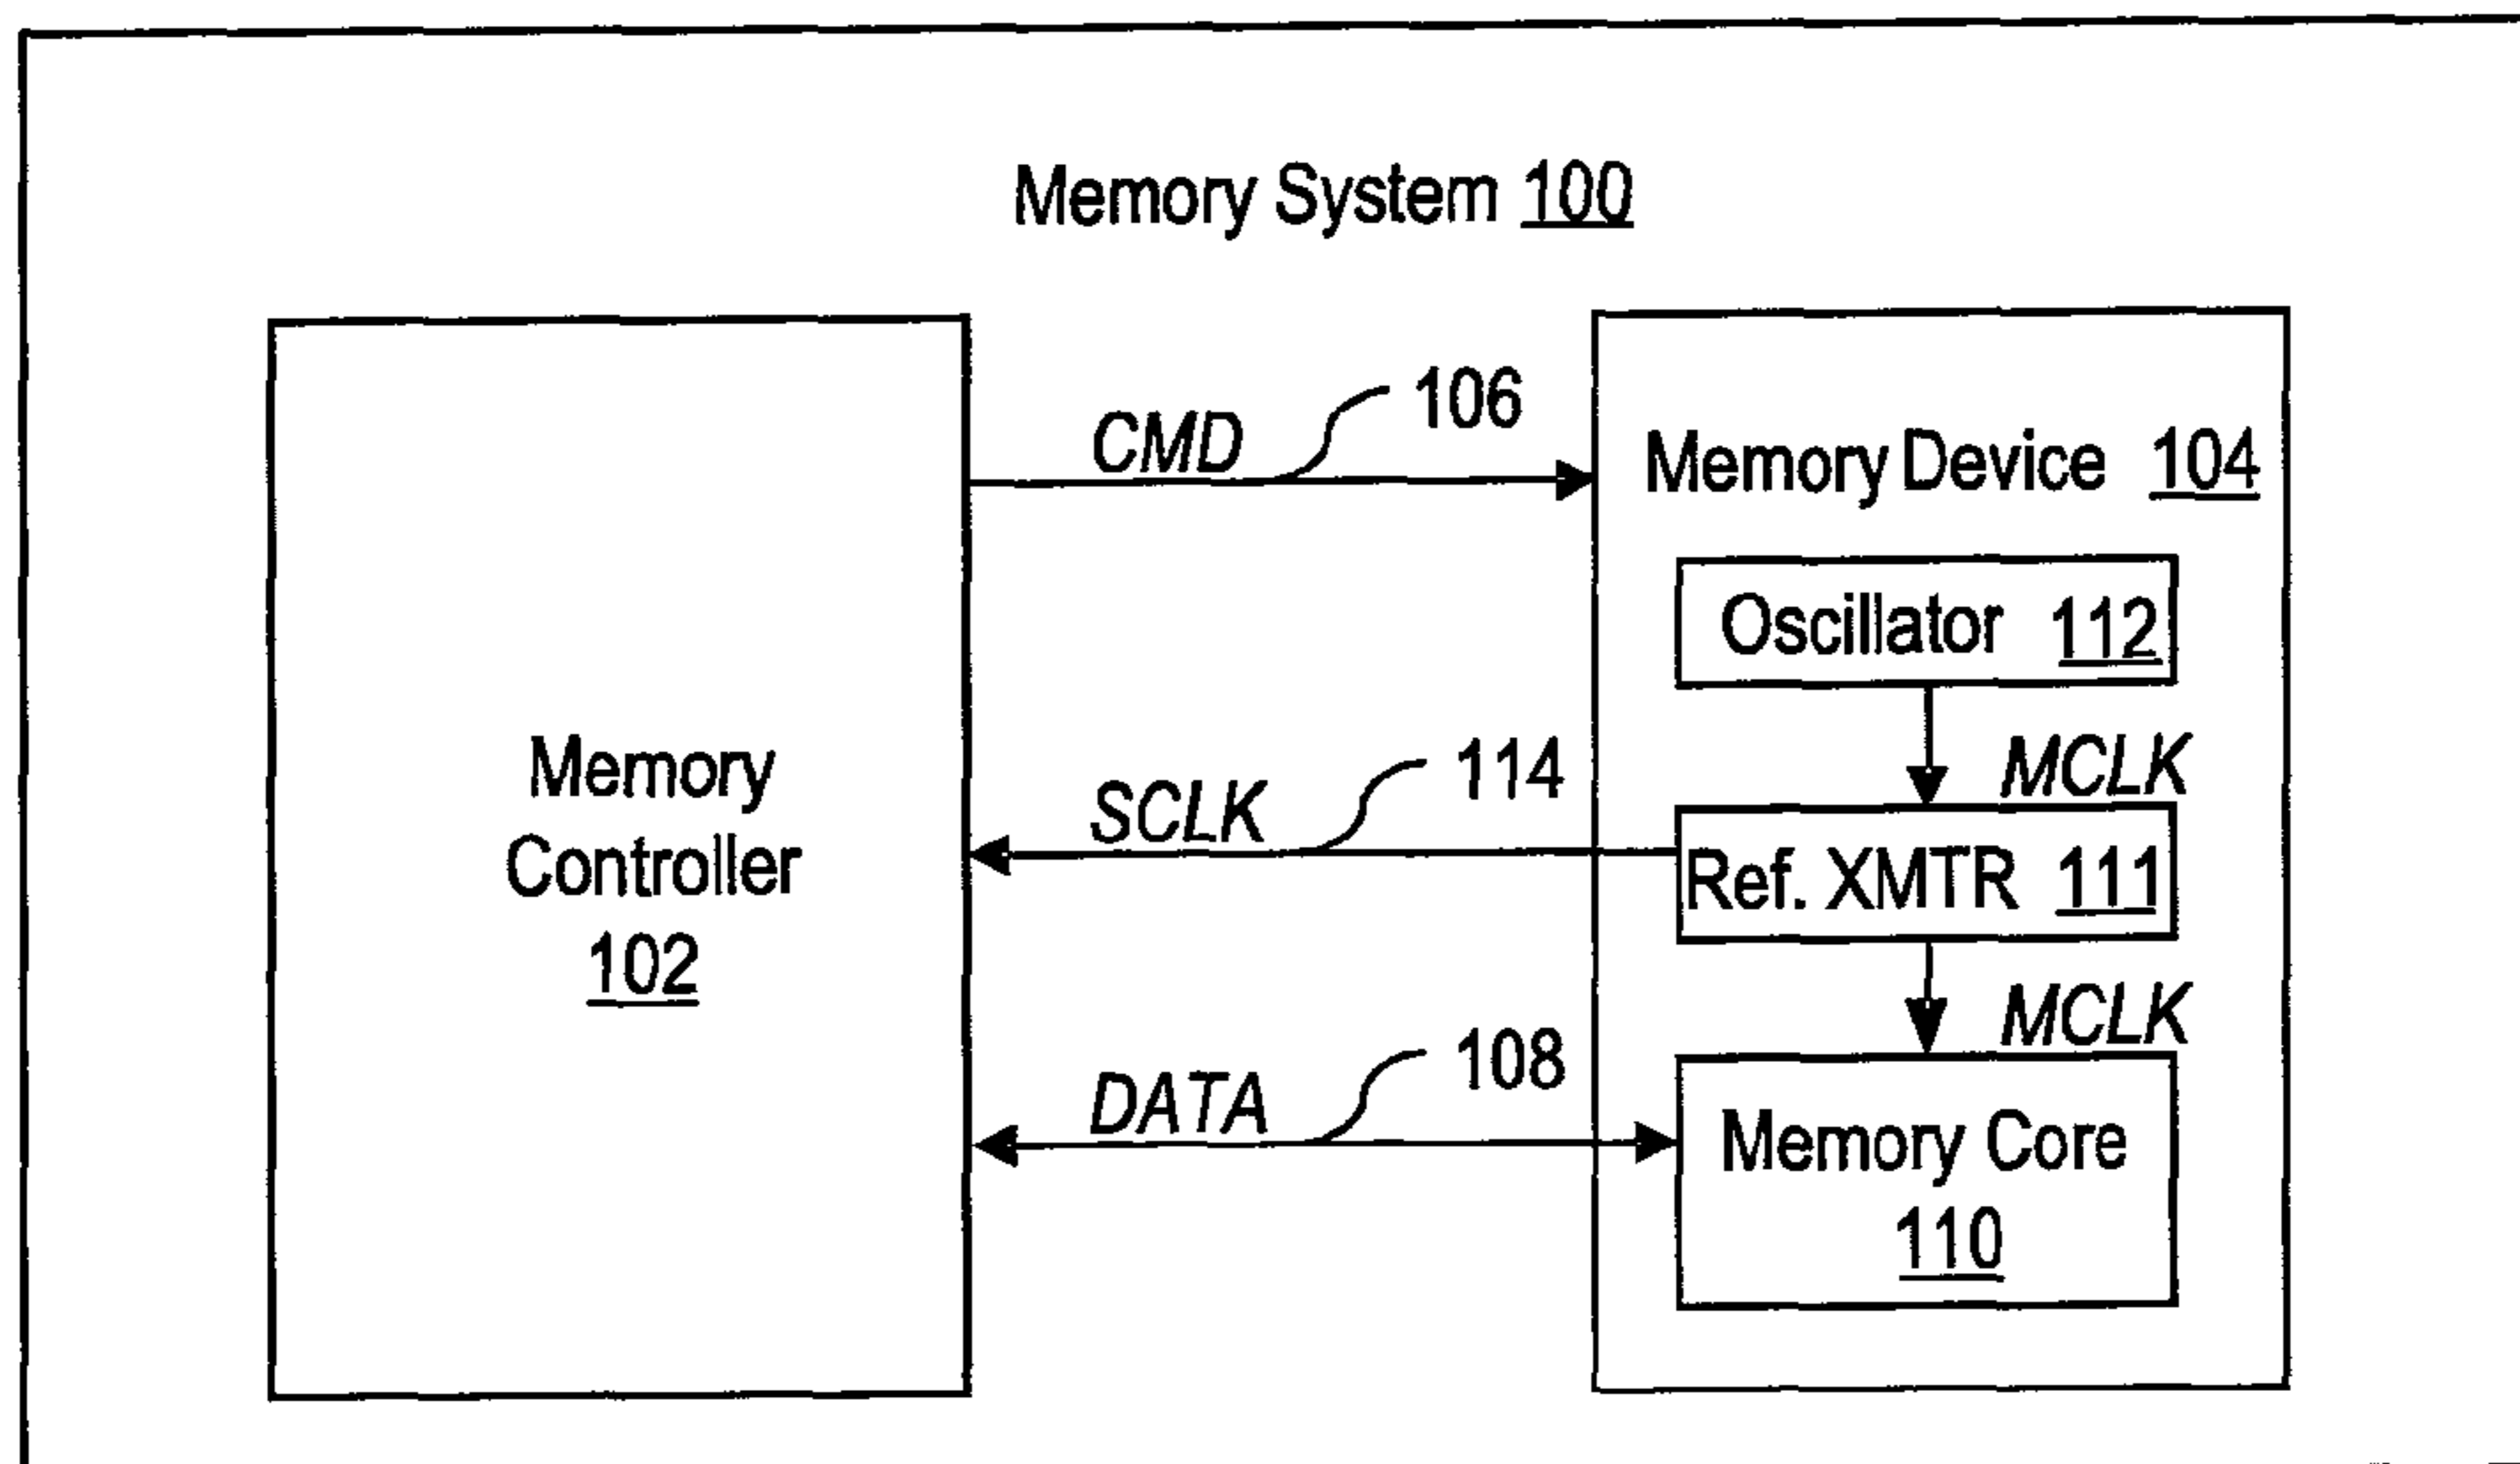 Memory System 100
CMD
106
Memory Device 104
Oscillator 112
MCLK
Memory
Controller
102
SCLK
114
Ref. XMTR 111
MCLK
DATA
108
Memory Core
110